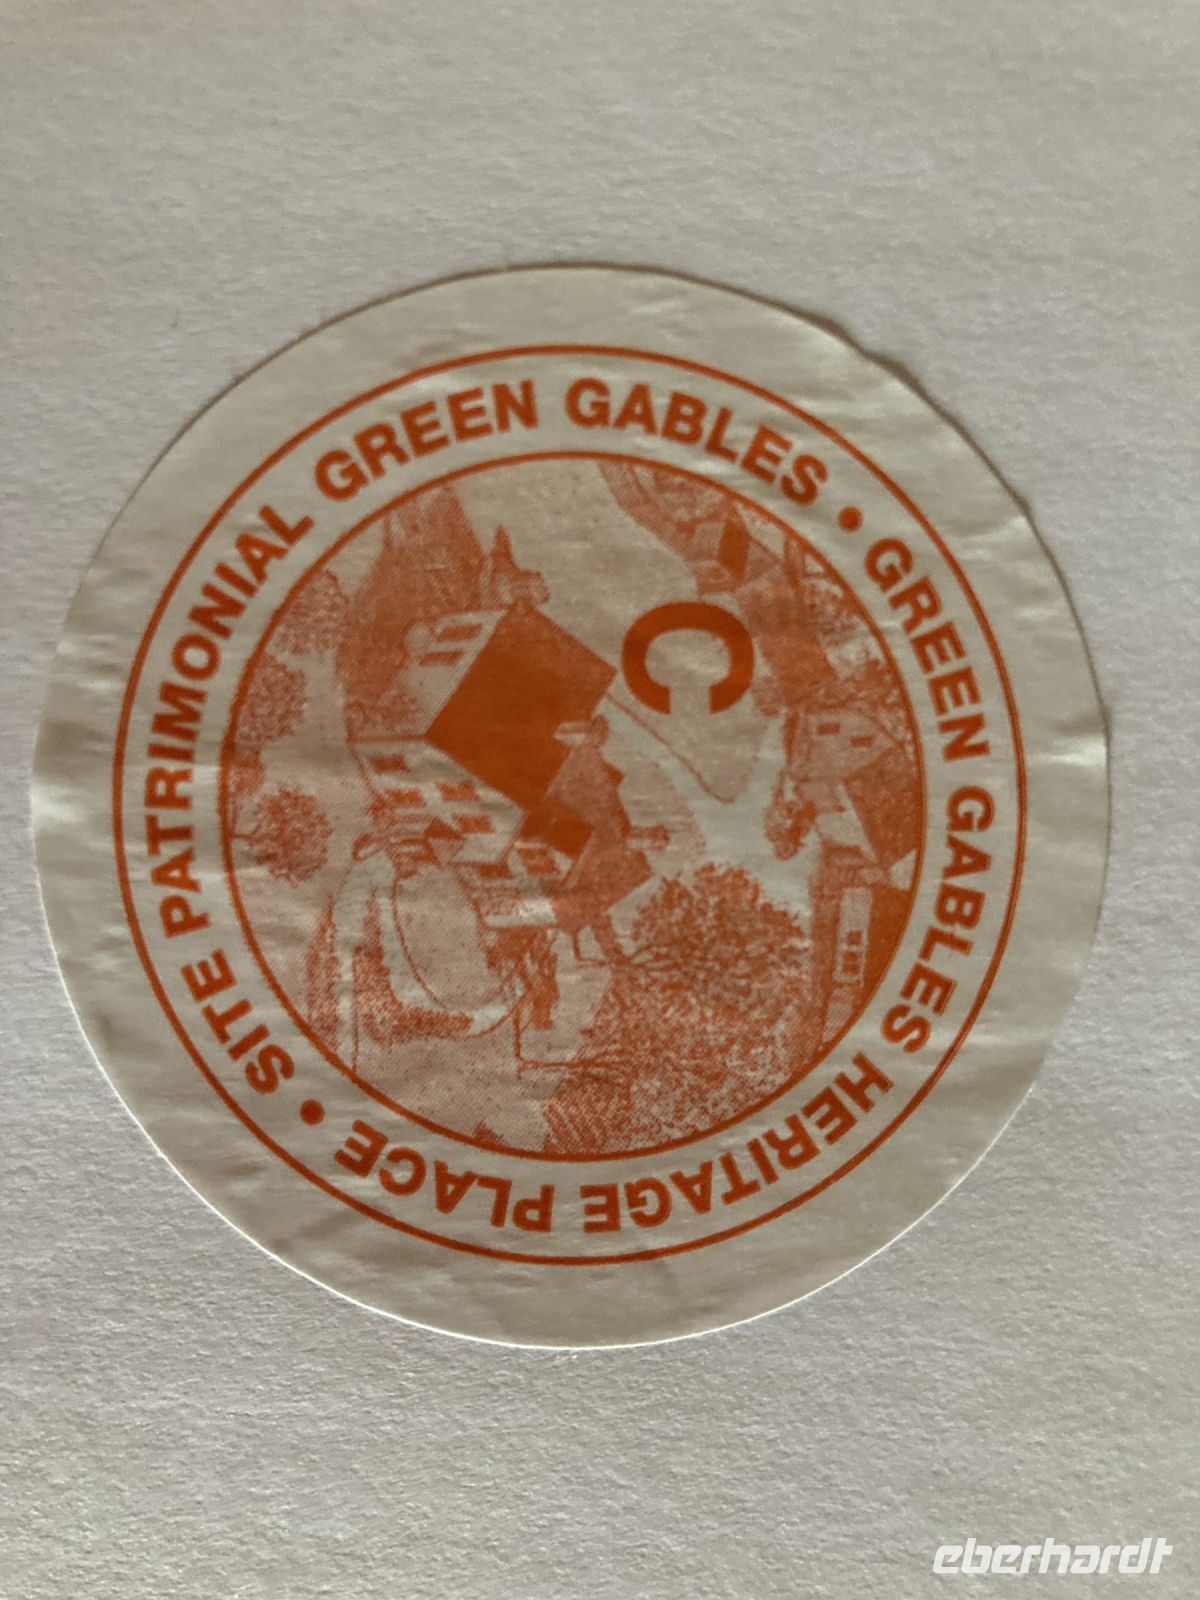 GREEN GABLES HERITAGE PLACE •
SITE PATRIMONIAL GREEN GABLES •
C
eberhardt